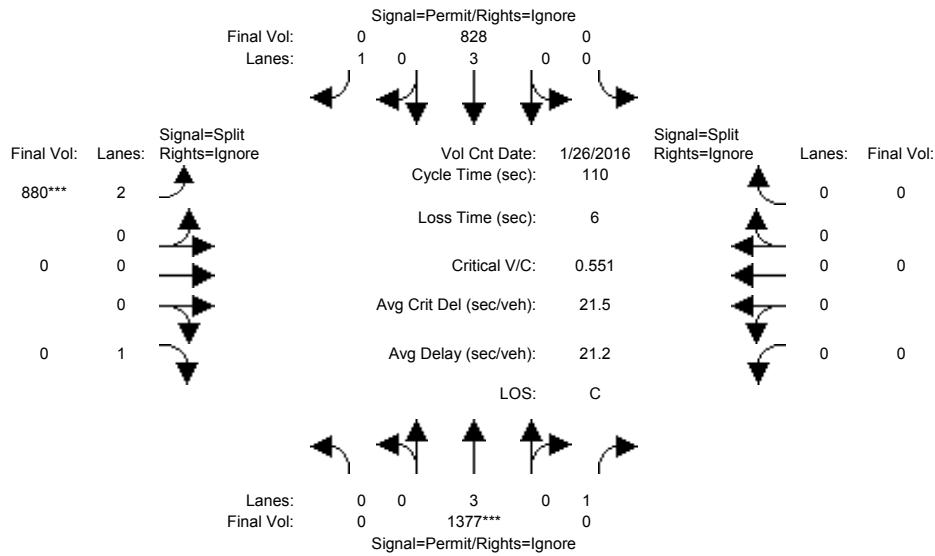 Signal=Permit/Rights=Ignore
Final Vol: 0 828 0
Lanes: 1 0 3 0 0
Signal=Split Signal=Split
Final Vol: Lanes: Rights=Ignore Vol Cnt Date: 1/26/2016 Rights=Ignore Lanes: Final Vol:
Cycle Time (sec): 110
880*** 2 0 0
Loss Time (sec): 6
0 0
0 0 Critical V/C: 0.551 0 0
0 Avg Crit Del (sec/veh): 21.5 0
0 1 Avg Delay (sec/veh): 21.2 0 0
LOS: C
Lanes: 0 0 3 0 1
Final Vol: 0 1377*** 0
Signal=Permit/Rights=Ignore